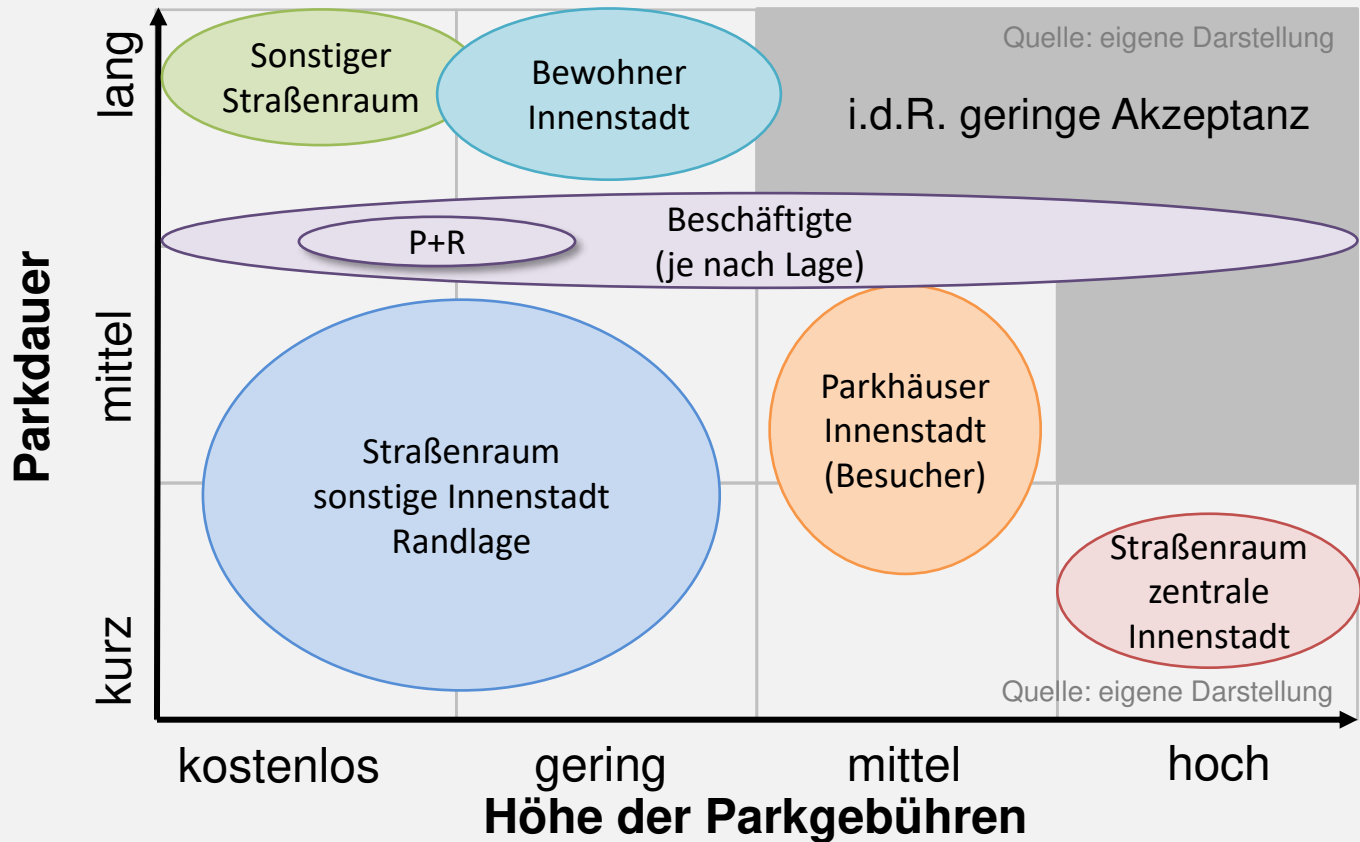 Quelle: eigene Darstellung
lang
Sonstiger
Straßenraum
Bewohner
Innenstadt
i.d.R. geringe Akzeptanz
P+R
Beschäftigte
(je nach Lage)
Parkdauer
mittel
Straßenraum
sonstige Innenstadt
Randlage
Parkhäuser
Innenstadt
(Besucher)
kurz
Straßenraum
zentrale
Innenstadt
Quelle: eigene Darstellung
kostenlos
gering
mittel
hoch
Höhe der Parkgebühren